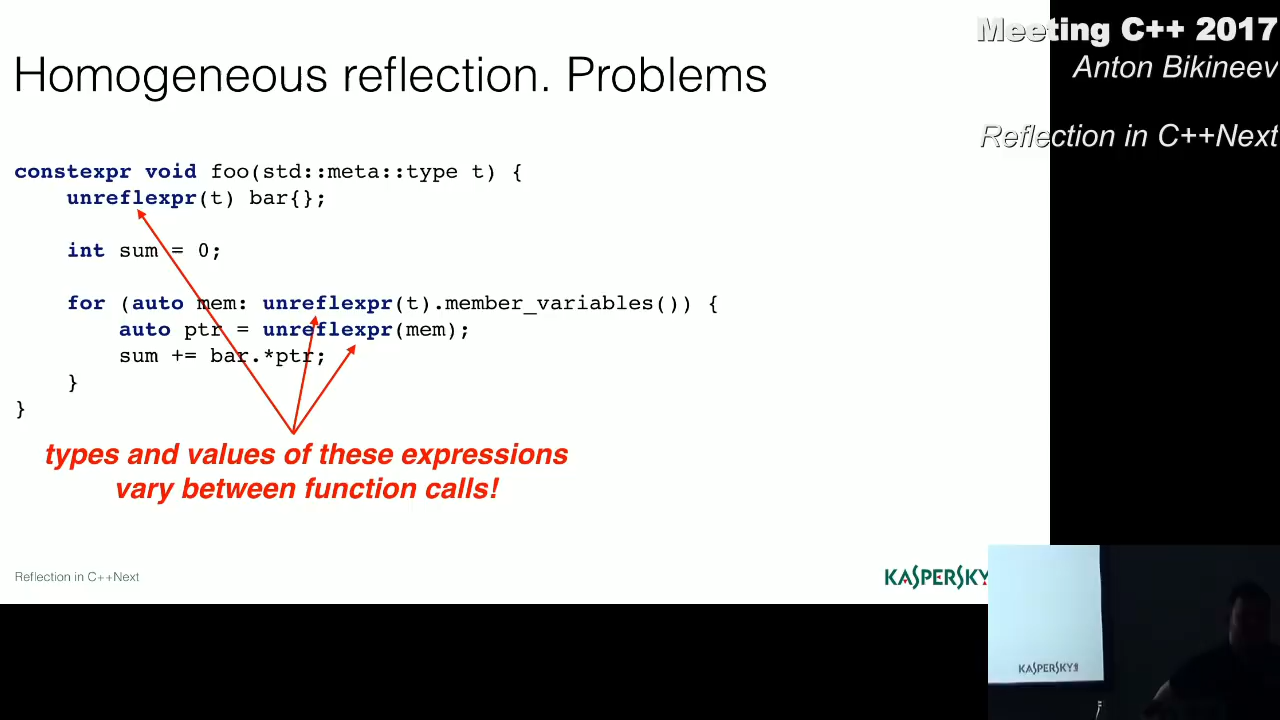 Meeting C++ 2017
Anton Bikineev
Reflection in C++Next
Homogeneous reflection. Problems
constexpr void foo(std::meta::type t) {
unreflexpr(t) bar{};
int sum = 0;
for (auto mem: unreflexpr(t).member_variables()) {
auto ptr = unreflexpr(mem);
sum += bar.*ptr;
}
}
types and values of these expressions
vary between function calls!
Reflection in C++Next
KASPERSKY
KASPERSKY